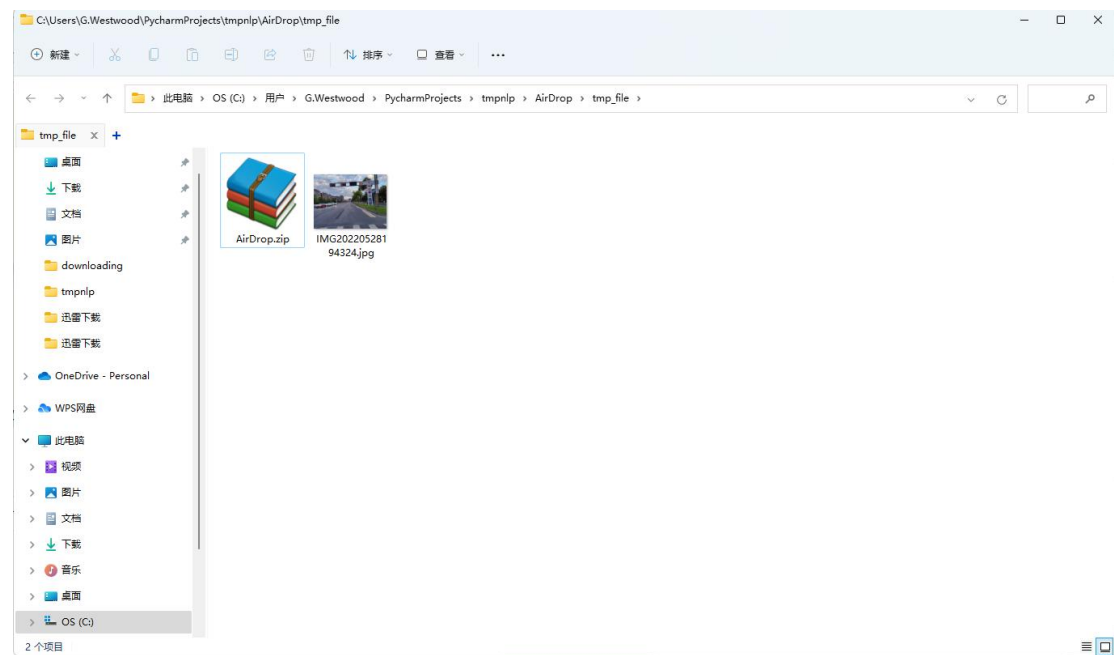 C:\Users\G.Westwood\PycharmProjects\tmpnlp\AirDrop\tmp_file
新建
排序
查看
此电脑 › OS (C:) › 用户 › G.Westwood › PycharmProjects › tmpnlp › AirDrop › tmp_file ›
tmp_file
桌面
下载
文档
图片
downloading
tmpnlp
迅雷下载
迅雷下载
OneDrive - Personal
WPS网盘
此电脑
视频
图片
文档
下载
音乐
桌面
OS (C:)
AirDrop.zip
IMG202205281
94324.jpg
2 个项目